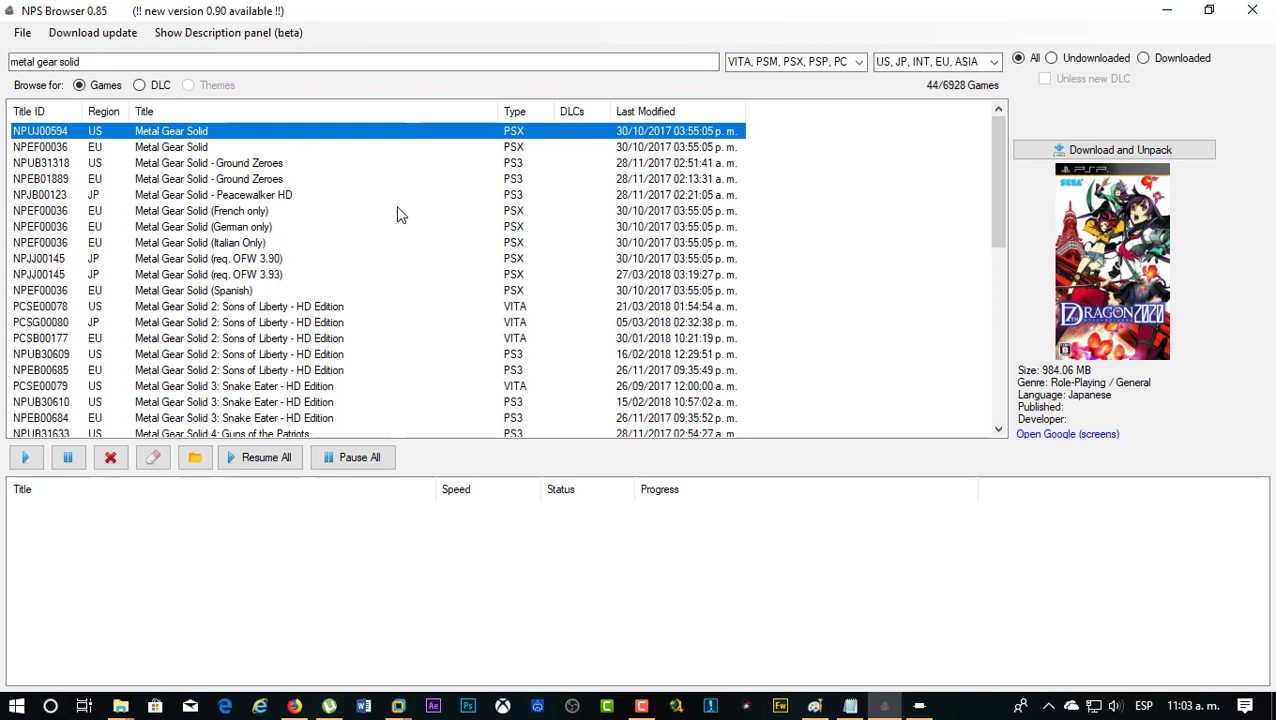 NPS Browser 0.85 (!! new version 0.90 available !!)
File Download update Show Description panel (beta)
metal gear solid VITA, PSM, PSX, PSP, PC US, JP, INT, EU, ASIA All Undownloaded Downloaded
Browse for: Games DLC Themes 44/6928 Games Unless new DLC
Title ID Region Title Type DLCs Last Modified
NPUJ00594 US Metal Gear Solid PSX 30/10/2017 03:55:05 p. m.
NPEF00036 EU Metal Gear Solid PSX 30/10/2017 03:55:05 p. m.
NPUB31318 US Metal Gear Solid - Ground Zeroes PS3 28/11/2017 02:51:41 a. m.
NPEB01889 EU Metal Gear Solid - Ground Zeroes PS3 28/11/2017 02:13:31 a. m.
NPJB00123 JP Metal Gear Solid - Peacewalker HD PS3 28/11/2017 02:21:05 a. m.
NPEF00036 EU Metal Gear Solid (French only) PSX 30/10/2017 03:55:05 p. m.
NPEF00036 EU Metal Gear Solid (German only) PSX 30/10/2017 03:55:05 p. m.
NPEF00036 EU Metal Gear Solid (Italian Only) PSX 30/10/2017 03:55:05 p. m.
NPJJ00145 JP Metal Gear Solid (req. OFW 3.90) PSX 30/10/2017 03:55:05 p. m.
NPJJ00145 JP Metal Gear Solid (req. OFW 3.93) PSX 27/03/2018 03:19:27 p. m.
NPEF00036 EU Metal Gear Solid (Spanish) PSX 30/10/2017 03:55:05 p. m.
PCSE00078 US Metal Gear Solid 2: Sons of Liberty - HD Edition VITA 21/03/2018 01:54:54 a. m.
PCSG00080 JP Metal Gear Solid 2: Sons of Liberty - HD Edition VITA 05/03/2018 02:32:38 p. m.
PCSB00177 EU Metal Gear Solid 2: Sons of Liberty - HD Edition VITA 30/01/2018 10:21:19 p. m.
NPUB30609 US Metal Gear Solid 2: Sons of Liberty - HD Edition PS3 16/02/2018 12:29:51 p. m.
NPEB00685 EU Metal Gear Solid 2: Sons of Liberty - HD Edition PS3 26/11/2017 09:35:49 p. m.
PCSE00079 US Metal Gear Solid 3: Snake Eater - HD Edition VITA 26/09/2017 12:00:00 a. m.
NPUB30610 US Metal Gear Solid 3: Snake Eater - HD Edition PS3 15/02/2018 10:57:02 a. m.
NPEB00684 EU Metal Gear Solid 3: Snake Eater - HD Edition PS3 26/11/2017 09:35:52 p. m.
NPUB31633 US Metal Gear Solid 4: Guns of the Patriots PS3 28/11/2017 02:54:27 a. m.
Download and Unpack
PSP
SEGA
7TH DRAGON 2020
Size: 984.06 MB
Genre: Role-Playing / General
Language: Japanese
Published:
Developer:
Open Google (screens)
Resume All Pause All
Title Speed Status Progress
Ae Ps Fw ESP 11:03 a. m.